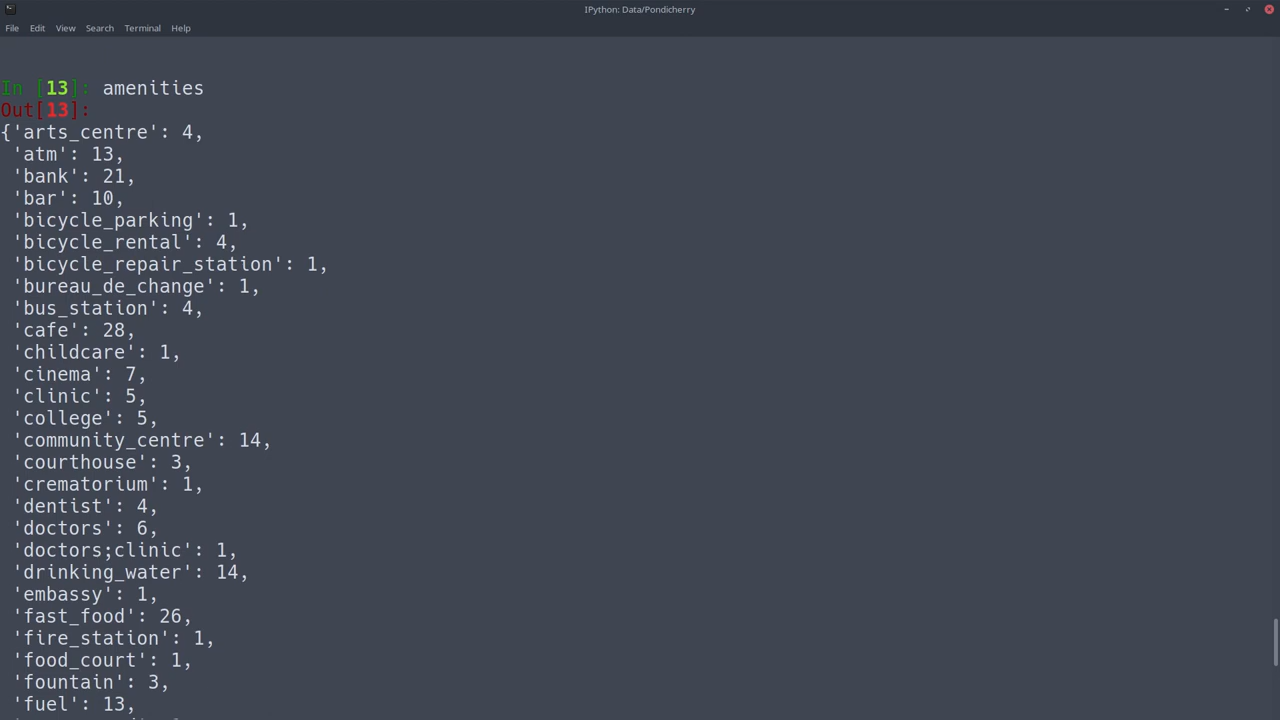 IPython: Data/Pondicherry
File Edit View Search Terminal Help
In [13]: amenities
Out[13]:
{'arts_centre': 4,
 'atm': 13,
 'bank': 21,
 'bar': 10,
 'bicycle_parking': 1,
 'bicycle_rental': 4,
 'bicycle_repair_station': 1,
 'bureau_de_change': 1,
 'bus_station': 4,
 'cafe': 28,
 'childcare': 1,
 'cinema': 7,
 'clinic': 5,
 'college': 5,
 'community_centre': 14,
 'courthouse': 3,
 'crematorium': 1,
 'dentist': 4,
 'doctors': 6,
 'doctors;clinic': 1,
 'drinking_water': 14,
 'embassy': 1,
 'fast_food': 26,
 'fire_station': 1,
 'food_court': 1,
 'fountain': 3,
 'fuel': 13,